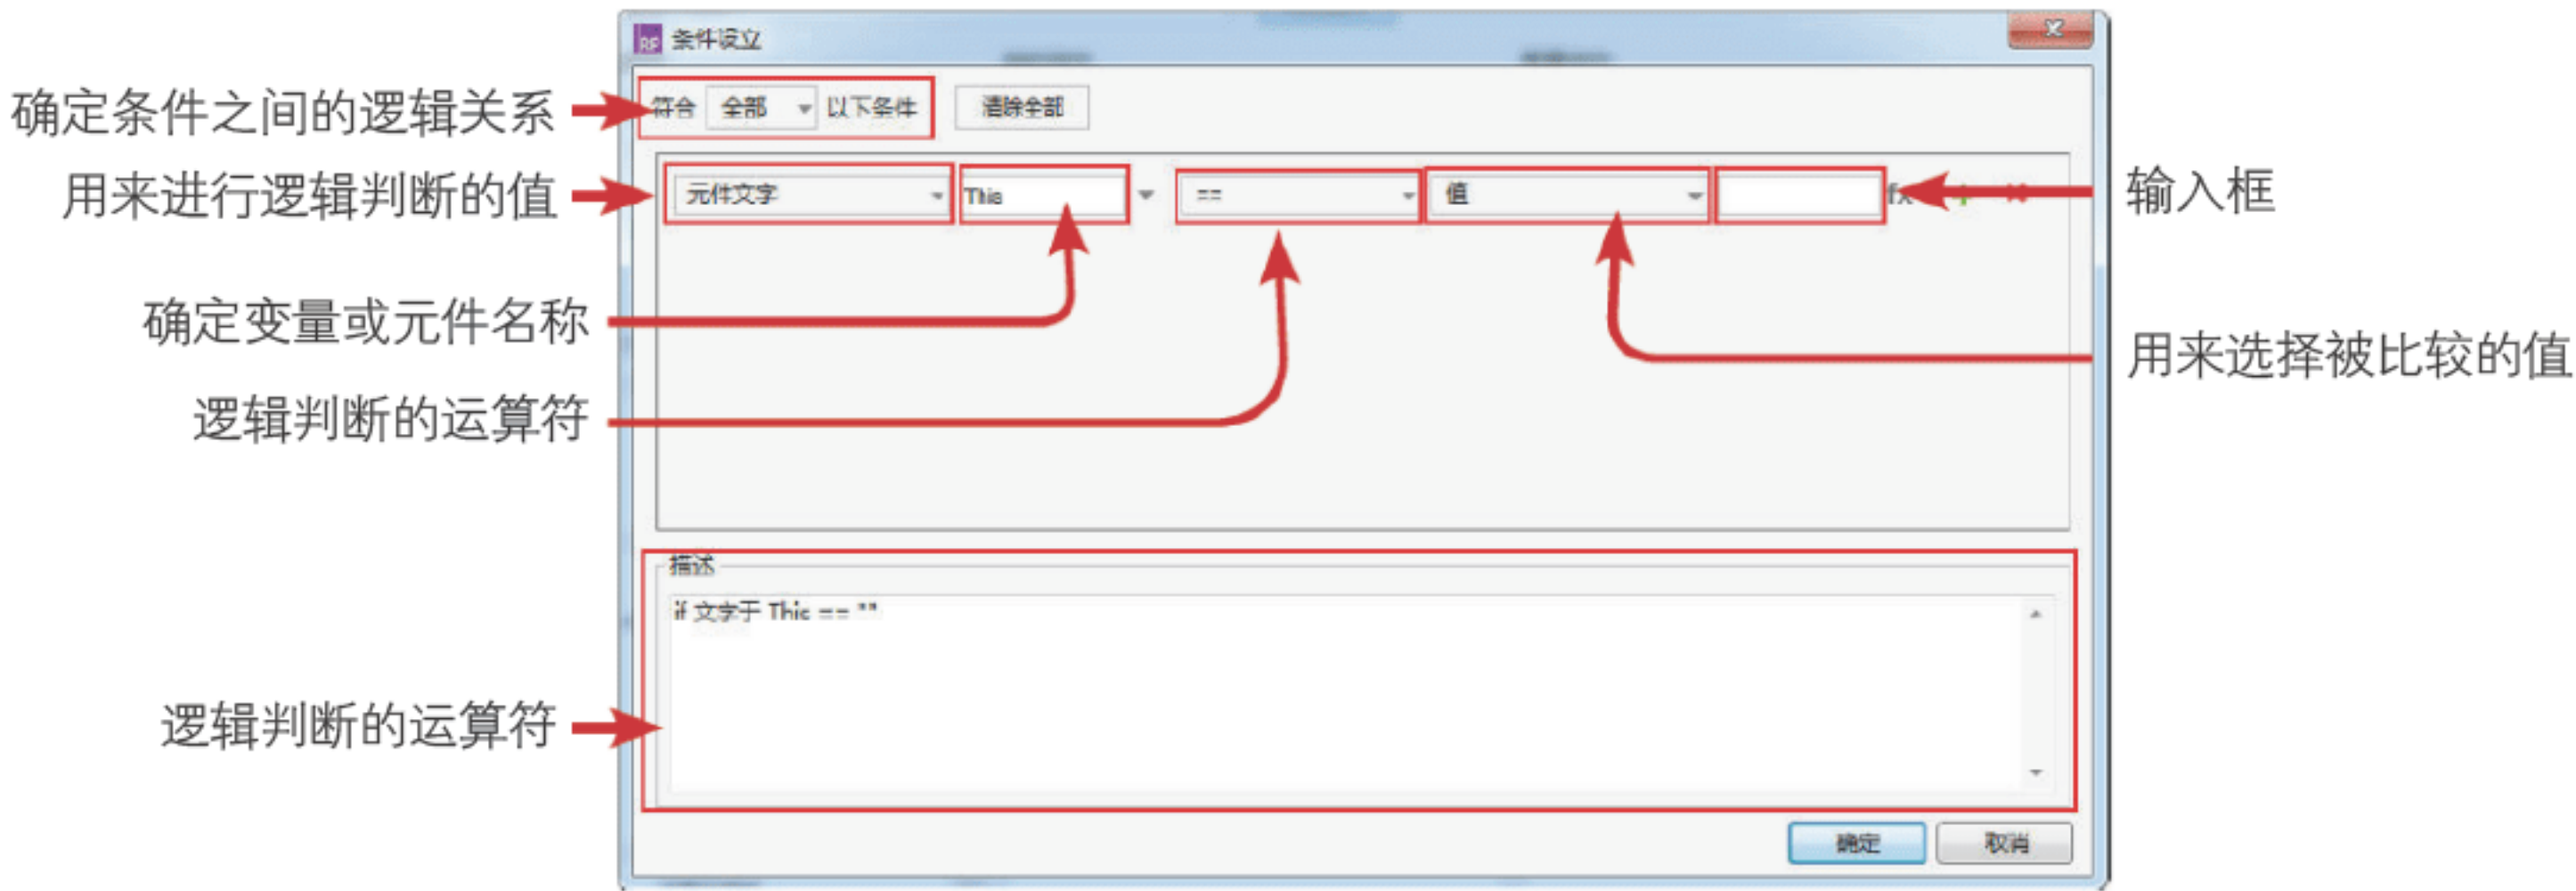 RP 条件设立
确定条件之间的逻辑关系
符合 全部 以下条件 清除全部
用来进行逻辑判断的值
元件文字 This == 值 fx
输入框
确定变量或元件名称
用来选择被比较的值
逻辑判断的运算符
描述
if 文字于 This == ""
逻辑判断的运算符
确定 取消